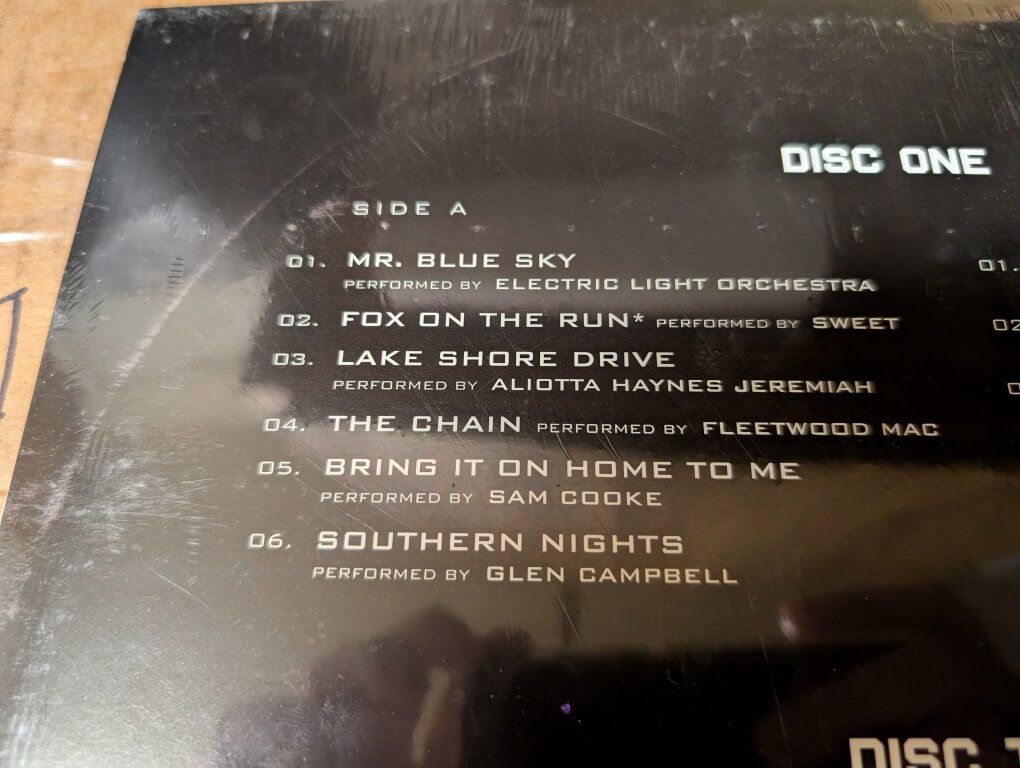 DISC ONE
SIDE A
01. MR. BLUE SKY
PERFORMED BY ELECTRIC LIGHT ORCHESTRA
02. FOX ON THE RUN* PERFORMED BY SWEET
03. LAKE SHORE DRIVE
PERFORMED BY ALIOTTA HAYNES JEREMIAH
04. THE CHAIN PERFORMED BY FLEETWOOD MAC
05. BRING IT ON HOME TO ME
PERFORMED BY SAM COOKE
06. SOUTHERN NIGHTS
PERFORMED BY GLEN CAMPBELL
01.
DISC